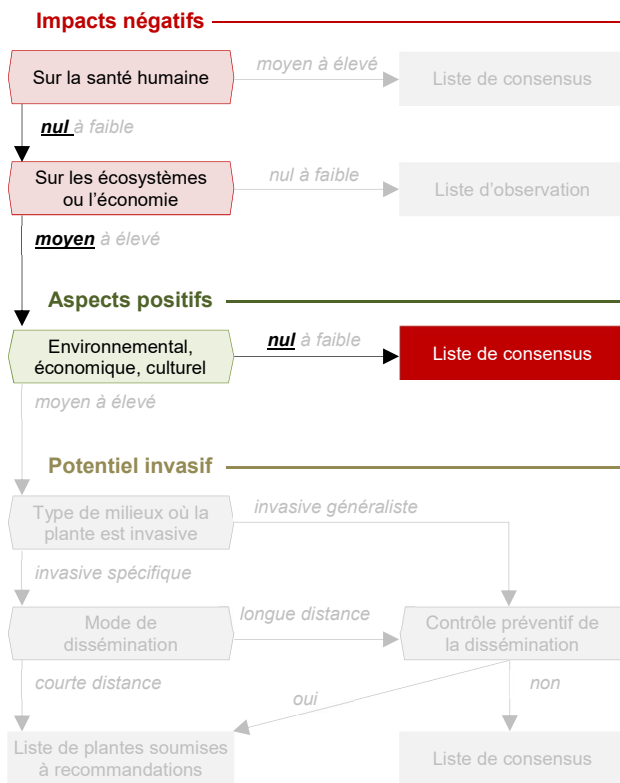 Impacts négatifs
Sur la santé humaine
moyen à élevé
Liste de consensus
nul à faible
Sur les écosystèmes
ou l'économie
nul à faible
Liste d'observation
moyen à élevé
Aspects positifs
Environnemental,
économique, culturel
nul à faible
Liste de consensus
moyen à élevé
Potentiel invasif
Type de milieux où la
plante est invasive
invasive généraliste
invasive spécifique
Mode de
dissémination
longue distance
Contrôle préventif de
la dissémination
courte distance
oui
non
Liste de plantes soumises
à recommandations
Liste de consensus